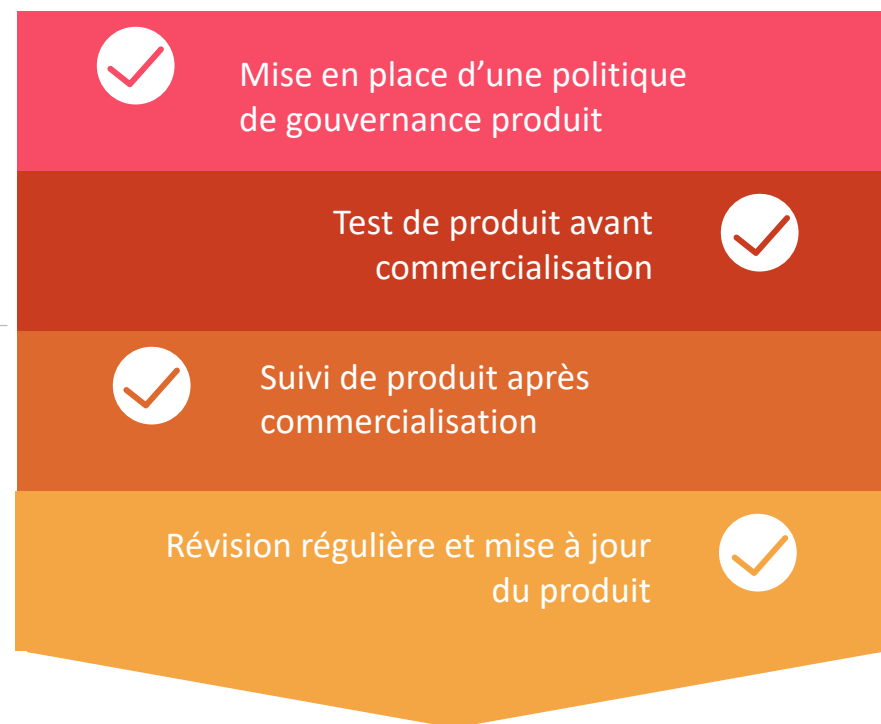 Mise en place d’une politique
de gouvernance produit
Test de produit avant
commercialisation
Suivi de produit après
commercialisation
Révision régulière et mise à jour
du produit